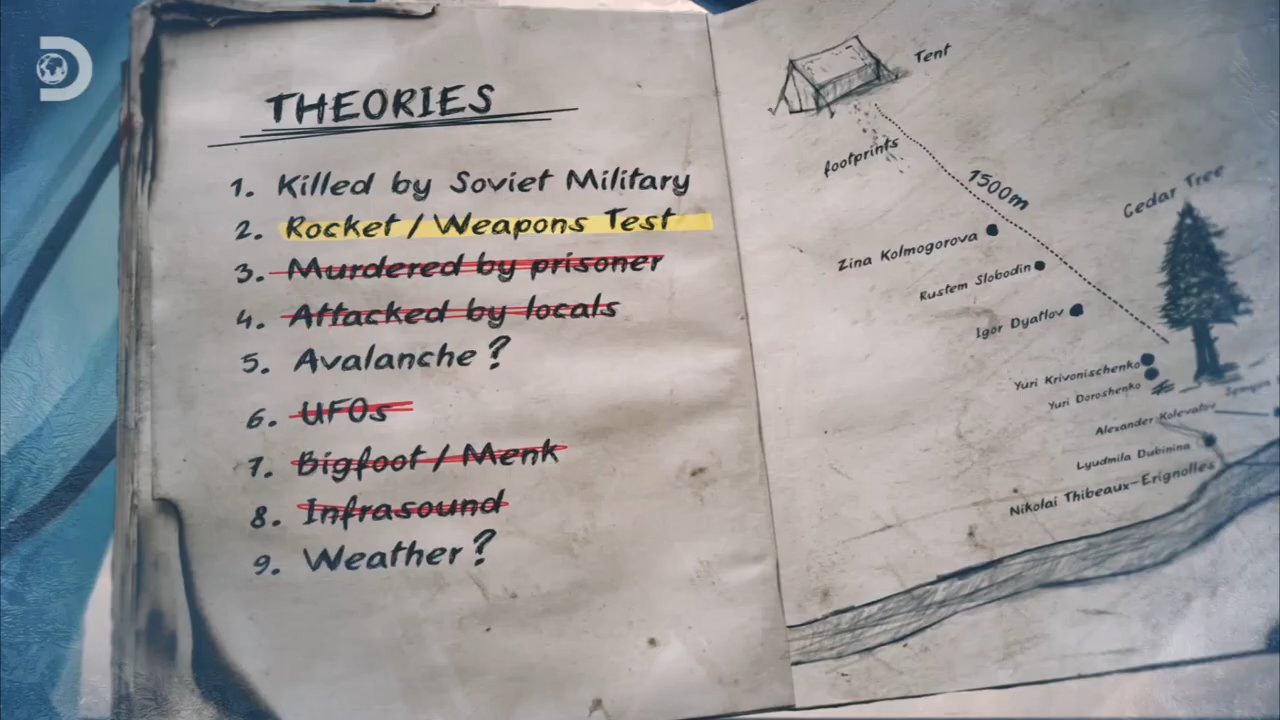 THEORIES
1. Killed by Soviet Military
2. Rocket / Weapons Test
3. Murdered by prisoner
4. Attacked by locals
5. Avalanche?
6. UFOs
7. Bigfoot / Menk
8. Infrasound
9. Weather?
Tent
footprints
1500m
Cedar Tree
Zina Kolmogorova
Rustem Slobodin
Igor Dyatlov
Yuri Krivonischenko
Yuri Doroshenko
Alexander Kolevatov
Lyudmila Dubinina
Nikolai Thibeaux-Brignolles